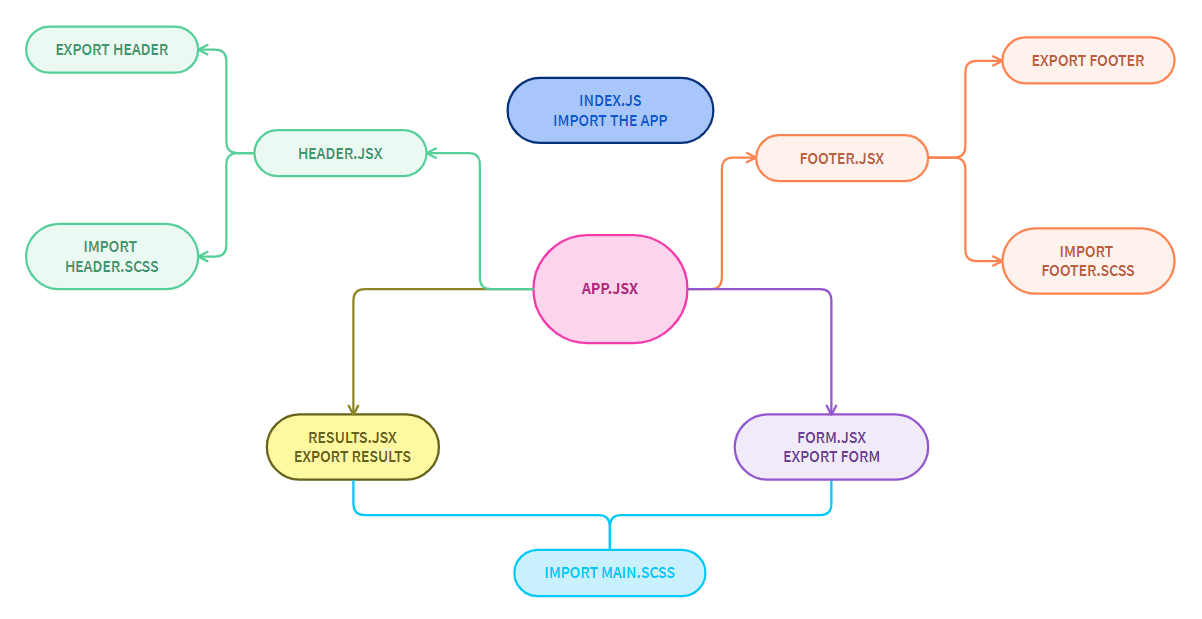 EXPORT HEADER
EXPORT FOOTER
INDEX.JS
IMPORT THE APP
HEADER.JSX
FOOTER.JSX
IMPORT
HEADER.SCSS
IMPORT
FOOTER.SCSS
APP.JSX
RESULTS.JSX
EXPORT RESULTS
FORM.JSX
EXPORT FORM
IMPORT MAIN.SCSS